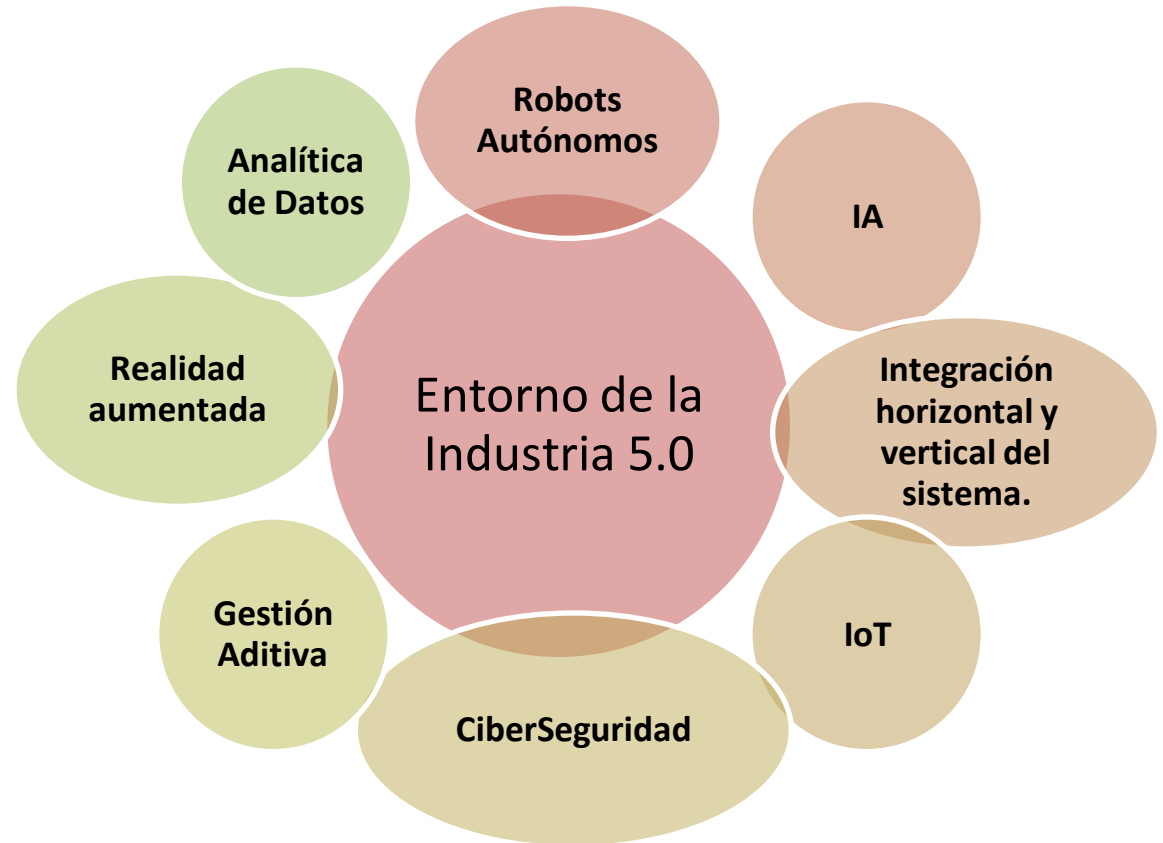 Robots
Autónomos
IA
Integración
horizontal y
vertical del
sistema.
IoT
CiberSeguridad
Gestión
Aditiva
Realidad
aumentada
Analítica
de Datos
Entorno de la
Industria 5.0